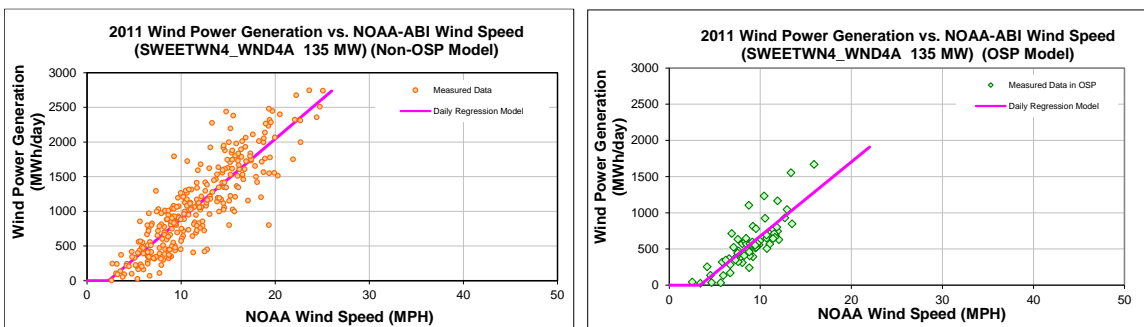 2011 Wind Power Generation vs. NOAA-ABI Wind Speed
(SWEETWN4_WND4A 135 MW) (Non-OSP Model)
Wind Power Generation
(MWh/day)
3000
2500
2000
1500
1000
500
0
Measured Data
Daily Regression Model
0 10 20 30 40 50
NOAA Wind Speed (MPH)
2011 Wind Power Generation vs. NOAA-ABI Wind Speed
(SWEETWN4_WND4A 135 MW) (OSP Model)
Wind Power Generation
(MWh/day)
3000
2500
2000
1500
1000
500
0
Measured Data in OSP
Daily Regression Model
0 10 20 30 40 50
NOAA Wind Speed (MPH)